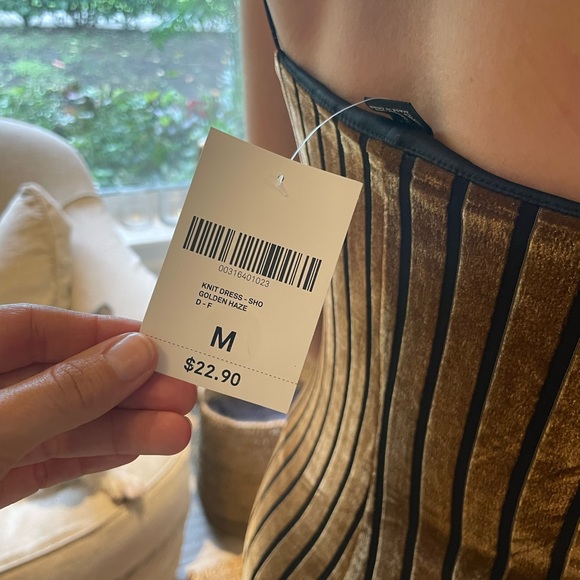 00316401023
KNIT DRESS - SHO
GOLDEN HAZE
D - F
M
$22.90